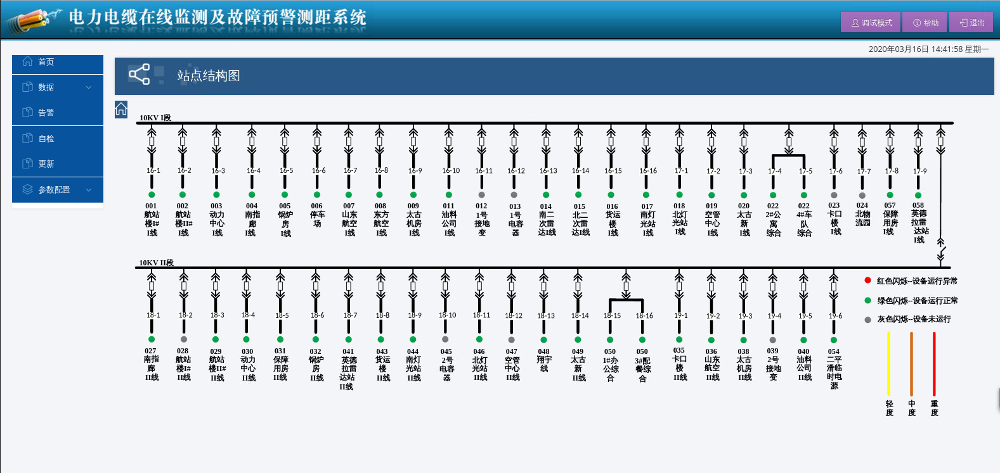 电力电缆在线监测及故障预警测距系统
调试模式
帮助
退出
2020年03月16日 14:41:58 星期一
首页
数据
告警
自检
更新
参数配置
站点结构图
10KV I段
16-1 16-2 16-3 16-4 16-5 16-6 16-7 16-8 16-9 16-10 16-11 16-12 16-13 16-14 16-15 16-16 17-1 17-2 17-3 17-4 17-5 17-6 17-7 17-8 17-9
001
航站
楼I#
I线
002
航站
楼II#
I线
003
动力
中心
I线
004
南指
廊
I线
005
锅炉
房
I线
006
停车
场
007
山东
航空
I线
008
东方
航空
I线
009
太古
机房
I线
011
油料
公司
I线
012
1号
接地
变
013
1号
电容
器
014
南二
次雷
达I线
015
北二
次雷
达I线
016
货运
楼
I线
017
南灯
光站
I线
018
北灯
光站
I线
019
空管
中心
I线
020
太古
新
I线
022
2#公
寓
综合
022
4#车
队
综合
023
卡口
楼
I线
024
北物
流园
057
保障
用房
I线
058
英德
拉雷
达站
I线
10KV II段
18-1 18-2 18-3 18-4 18-5 18-6 18-7 18-8 18-9 18-10 18-11 18-12 18-13 18-14 18-15 18-16 19-1 19-2 19-3 19-4 19-5 19-6
027
南指
廊
II线
028
航站
楼I#
II线
029
航站
楼II#
II线
030
动力
中心
II线
031
保障
用房
II线
032
锅炉
房
II线
041
英德
拉雷
达站
II线
043
货运
楼
II线
044
南灯
光站
II线
045
2号
电容
器
046
北灯
光站
II线
047
空管
中心
II线
048
翔宇
线
049
太古
新
II线
050
1#办
公综
合
050
3#配
餐综
合
035
卡口
楼
II线
036
山东
航空
II线
038
太古
机房
II线
039
2号
接地
变
040
油料
公司
II线
054
二平
滑临
时电
源
红色闪烁--设备运行异常
绿色闪烁--设备运行正常
灰色闪烁--设备未运行
轻
度
中
度
重
度